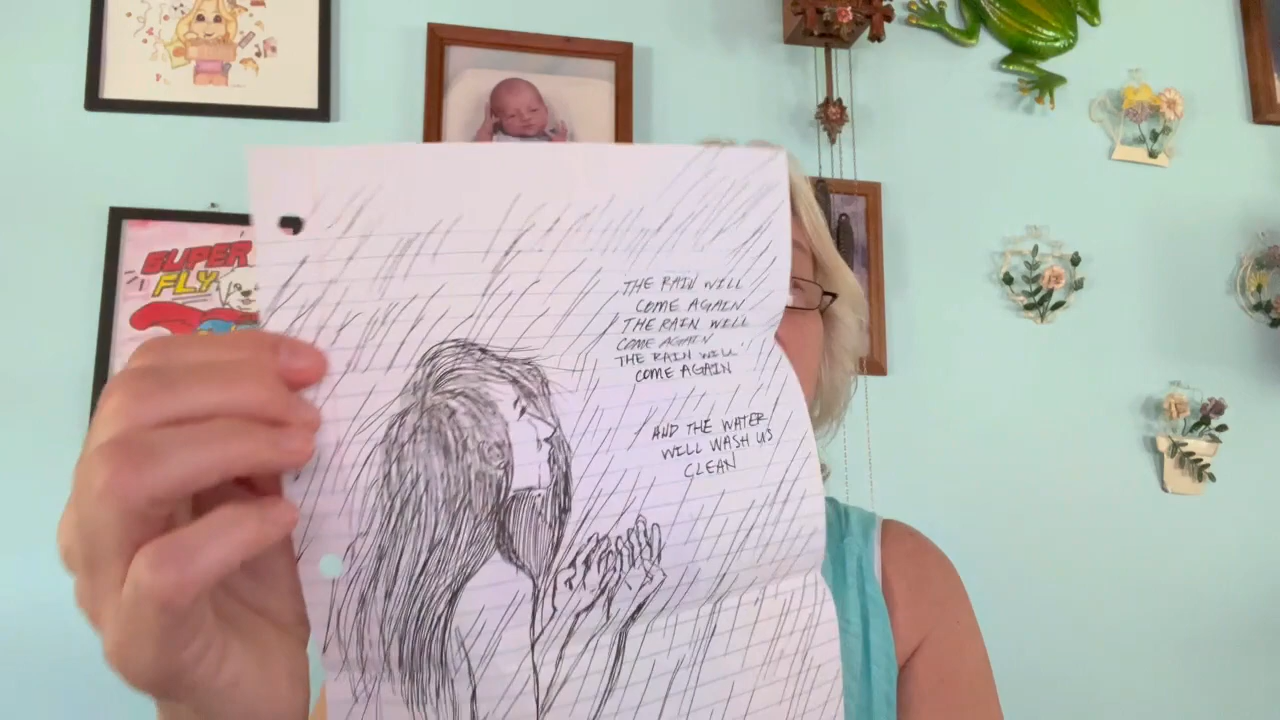 SUPER
FLY
THE RAIN WILL
COME AGAIN
THE RAIN WILL
COME AGAIN
THE RAIN WILL
COME AGAIN
AND THE WATER
WILL WASH US
CLEAN